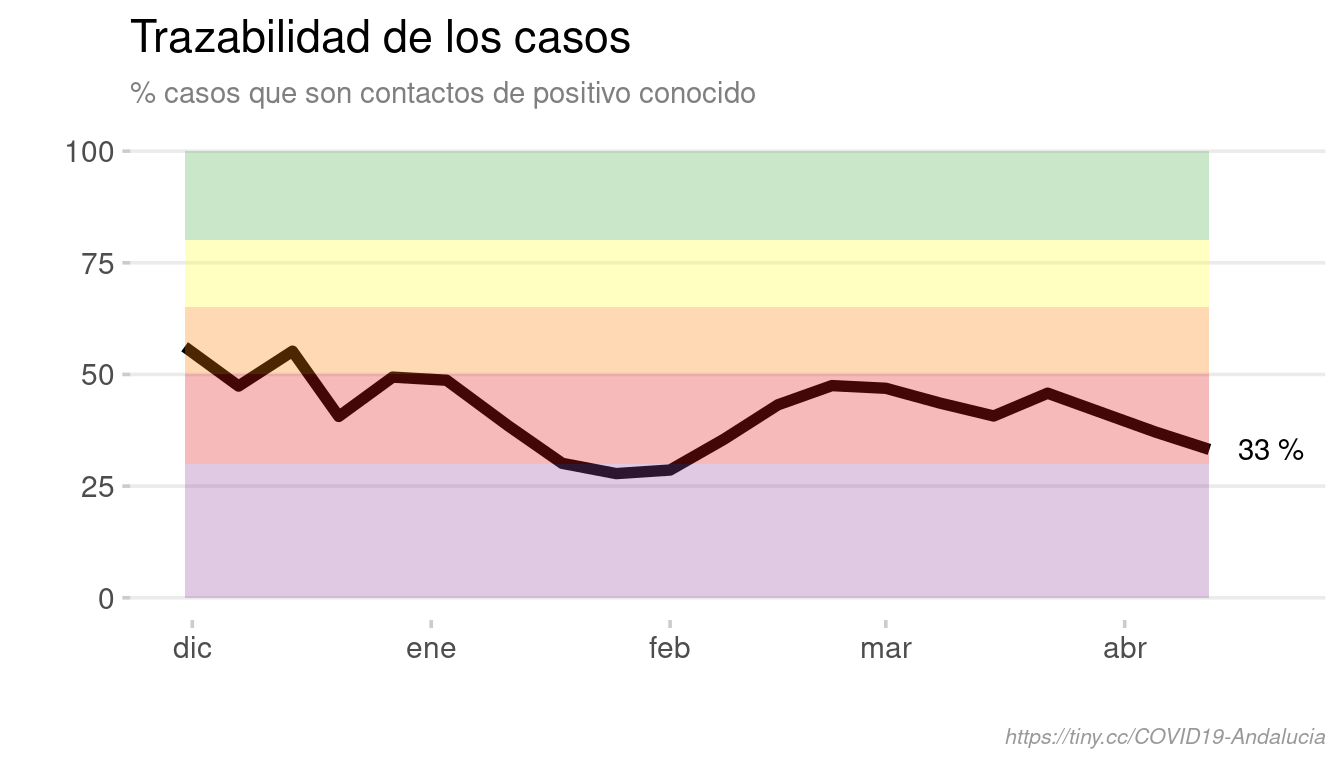 Trazabilidad de los casos
% casos que son contactos de positivo conocido
100
75
50
25
0
33 %
dic ene feb mar abr
https://tiny.cc/COVID19-Andalucia